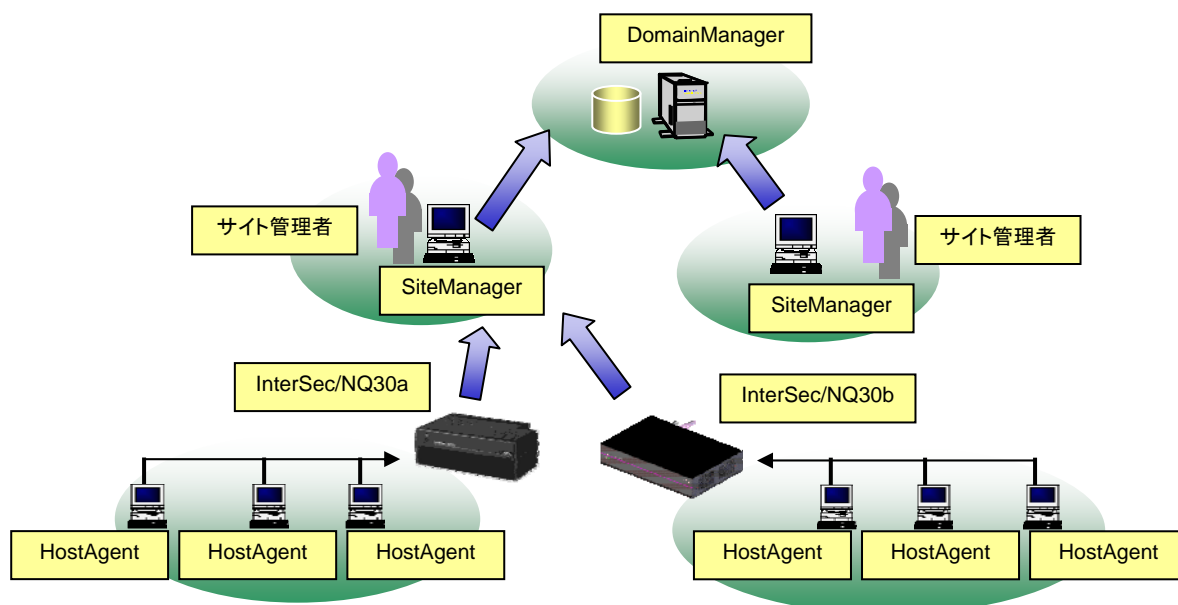 DomainManager
サイト管理者
サイト管理者
SiteManager
SiteManager
InterSec/NQ30a
InterSec/NQ30b
HostAgent
HostAgent
HostAgent
HostAgent
HostAgent
HostAgent